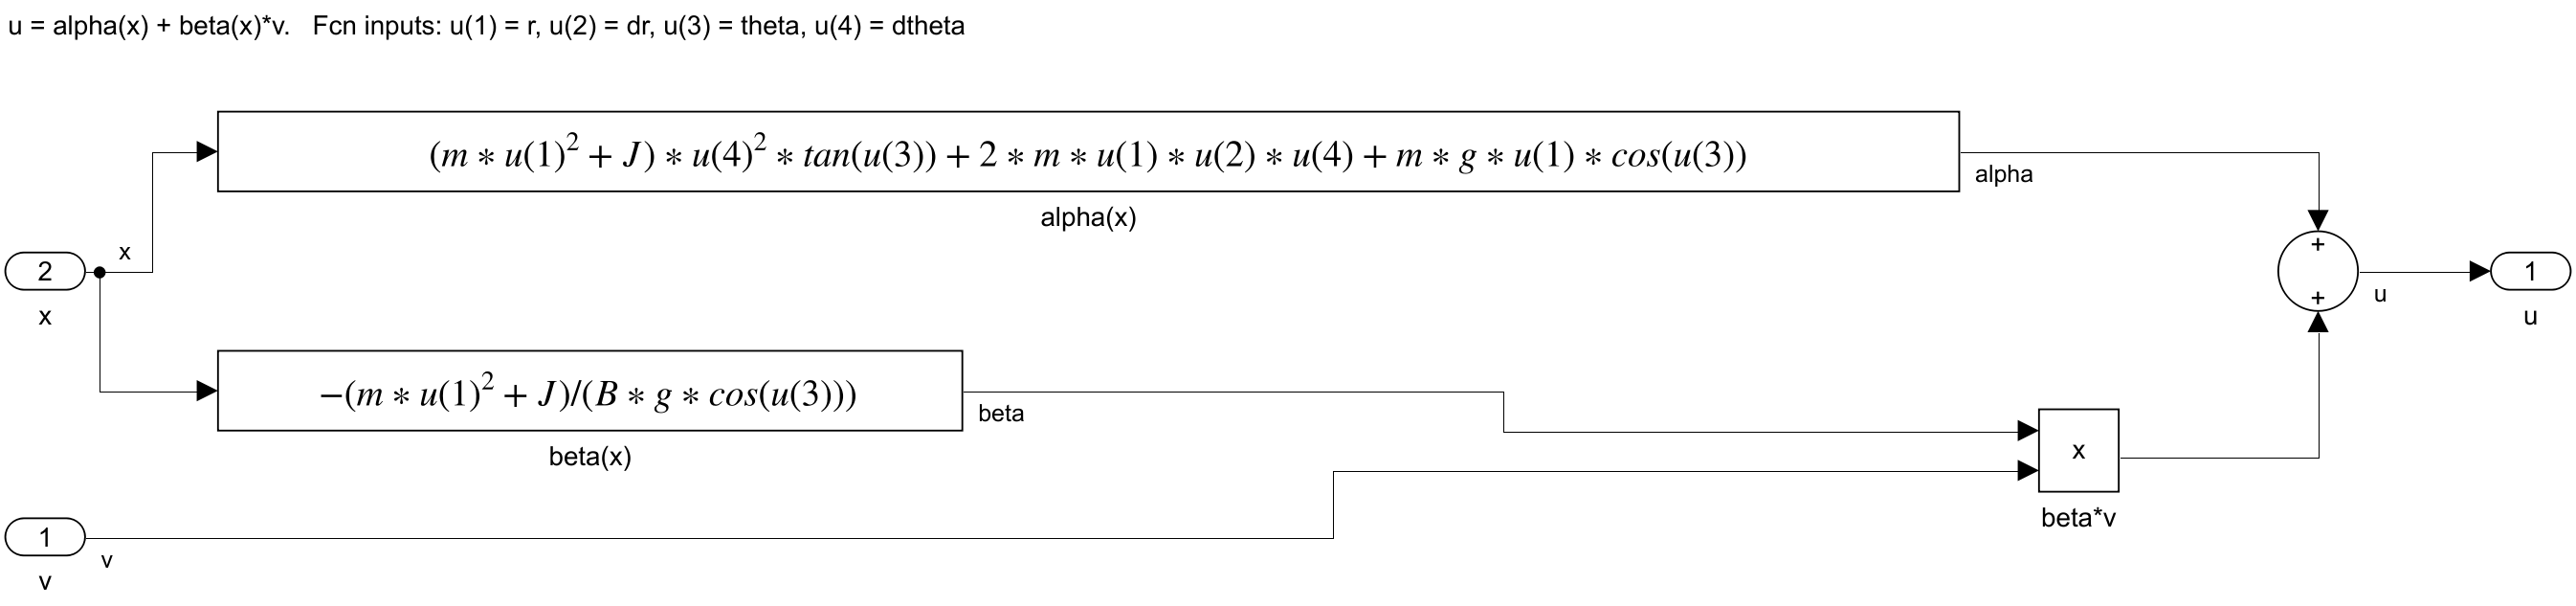 u = alpha(x) + beta(x)*v.   Fcn inputs: u(1) = r, u(2) = dr, u(3) = theta, u(4) = dtheta
(m * u(1)^2 + J) * u(4)^2 * tan(u(3)) + 2 * m * u(1) * u(2) * u(4) + m * g * u(1) * cos(u(3))
alpha
alpha(x)
x
2
x
+
+
u
1
u
−(m * u(1)^2 + J)/(B * g * cos(u(3)))
beta
beta(x)
x
beta*v
1
v
v